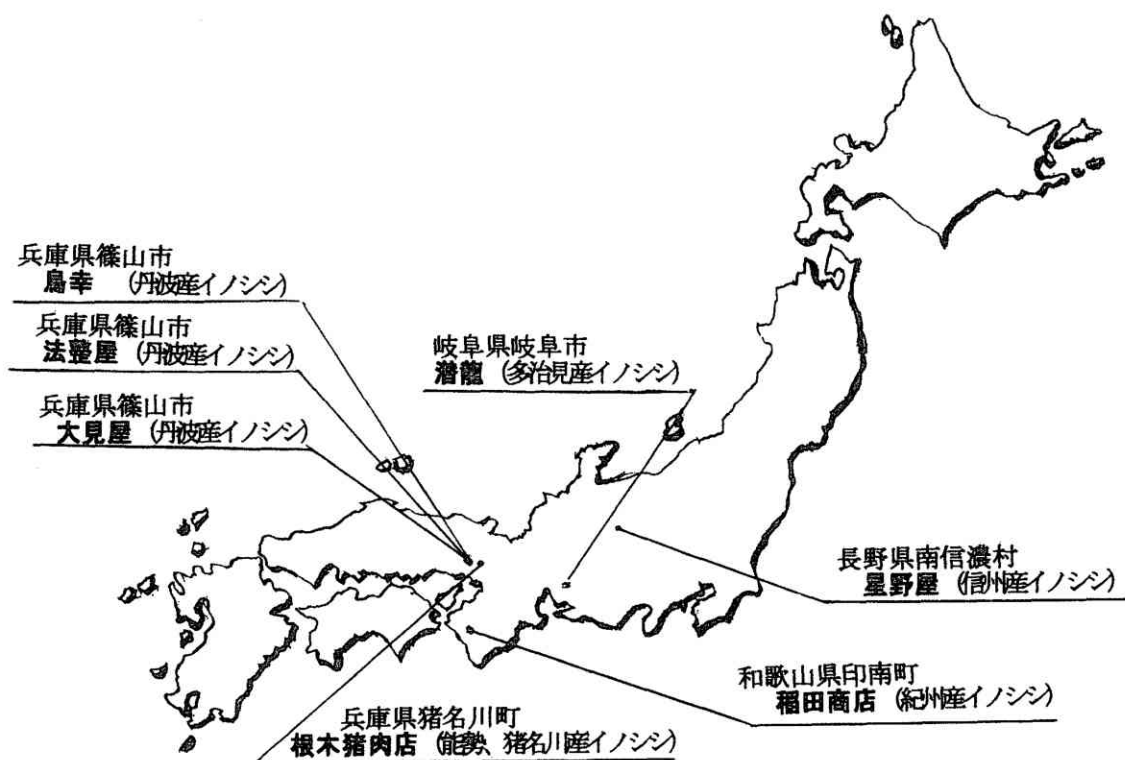 兵庫県篠山市
鳥幸 (丹波産イノシシ)
兵庫県篠山市
法整屋 (丹波産イノシシ)
兵庫県篠山市
大見屋 (丹波産イノシシ)
岐阜県岐阜市
潜龍 (多治見産イノシシ)
長野県南信濃村
星野屋 (信州産イノシシ)
和歌山県印南町
稲田商店 (紀州産イノシシ)
兵庫県猪名川町
根木猪肉店 (能勢、猪名川産イノシシ)